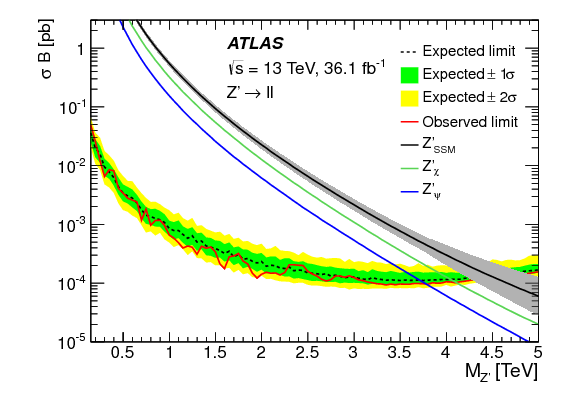 σ B [pb]
1
10⁻¹
10⁻²
10⁻³
10⁻⁴
10⁻⁵
ATLAS
√s = 13 TeV, 36.1 fb⁻¹
Z' → ll
Expected limit
Expected ± 1σ
Expected ± 2σ
Observed limit
Z'SSM
Z'χ
Z'ψ
0.5 1 1.5 2 2.5 3 3.5 4 4.5 5
MZ' [TeV]